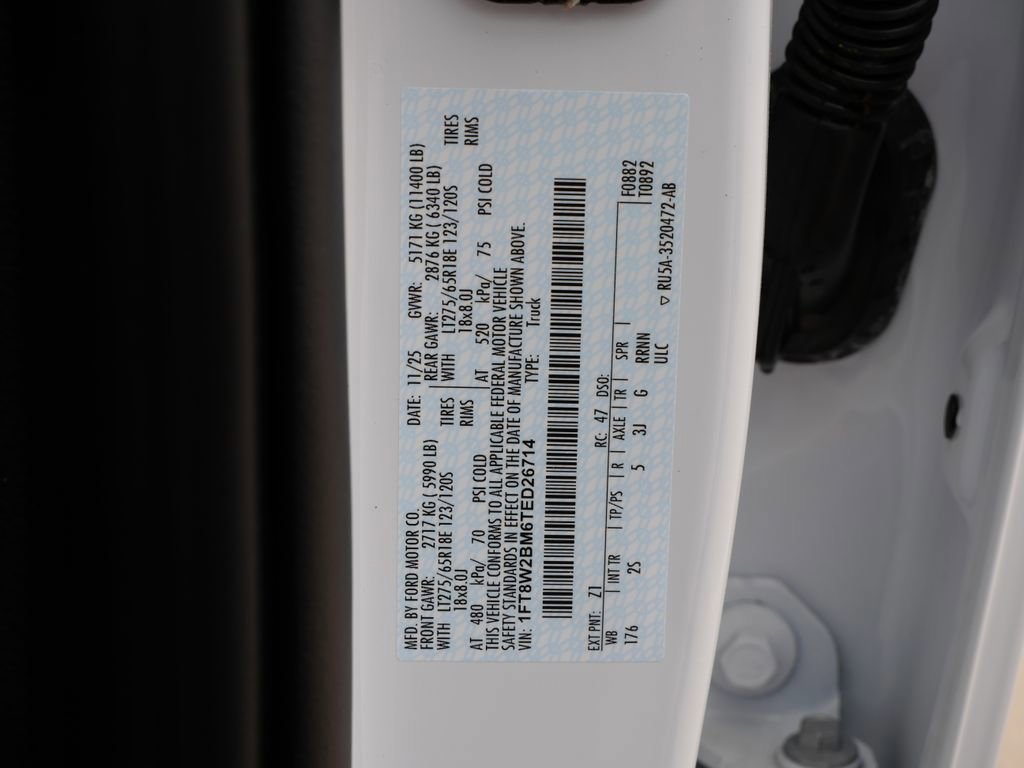 MFD. BY FORD MOTOR CO. DATE: 11/25 GVWR: 5171 KG (11400 LB)
FRONT GAWR: 2717 KG ( 5990 LB) REAR GAWR: 2876 KG ( 6340 LB)
WITH LT275/65R18E 123/120S TIRES WITH LT275/65R18E 123/120S TIRES
18x8.0J RIMS 18x8.0J RIMS
AT 480 kPa/ 70 PSI COLD AT 520 kPa/ 75 PSI COLD
THIS VEHICLE CONFORMS TO ALL APPLICABLE FEDERAL MOTOR VEHICLE
SAFETY STANDARDS IN EFFECT ON THE DATE OF MANUFACTURE SHOWN ABOVE.
VIN: 1FT8W2BM6TED26714 TYPE: Truck
EXT PNT: Z1 RC: 47 DSO: F0882
WB | INT TR | TP/PS | R | AXLE | TR | SPR | T0892
176 2S 5 3J G RRNN
ULC ▽ RU5A-3520472-AB